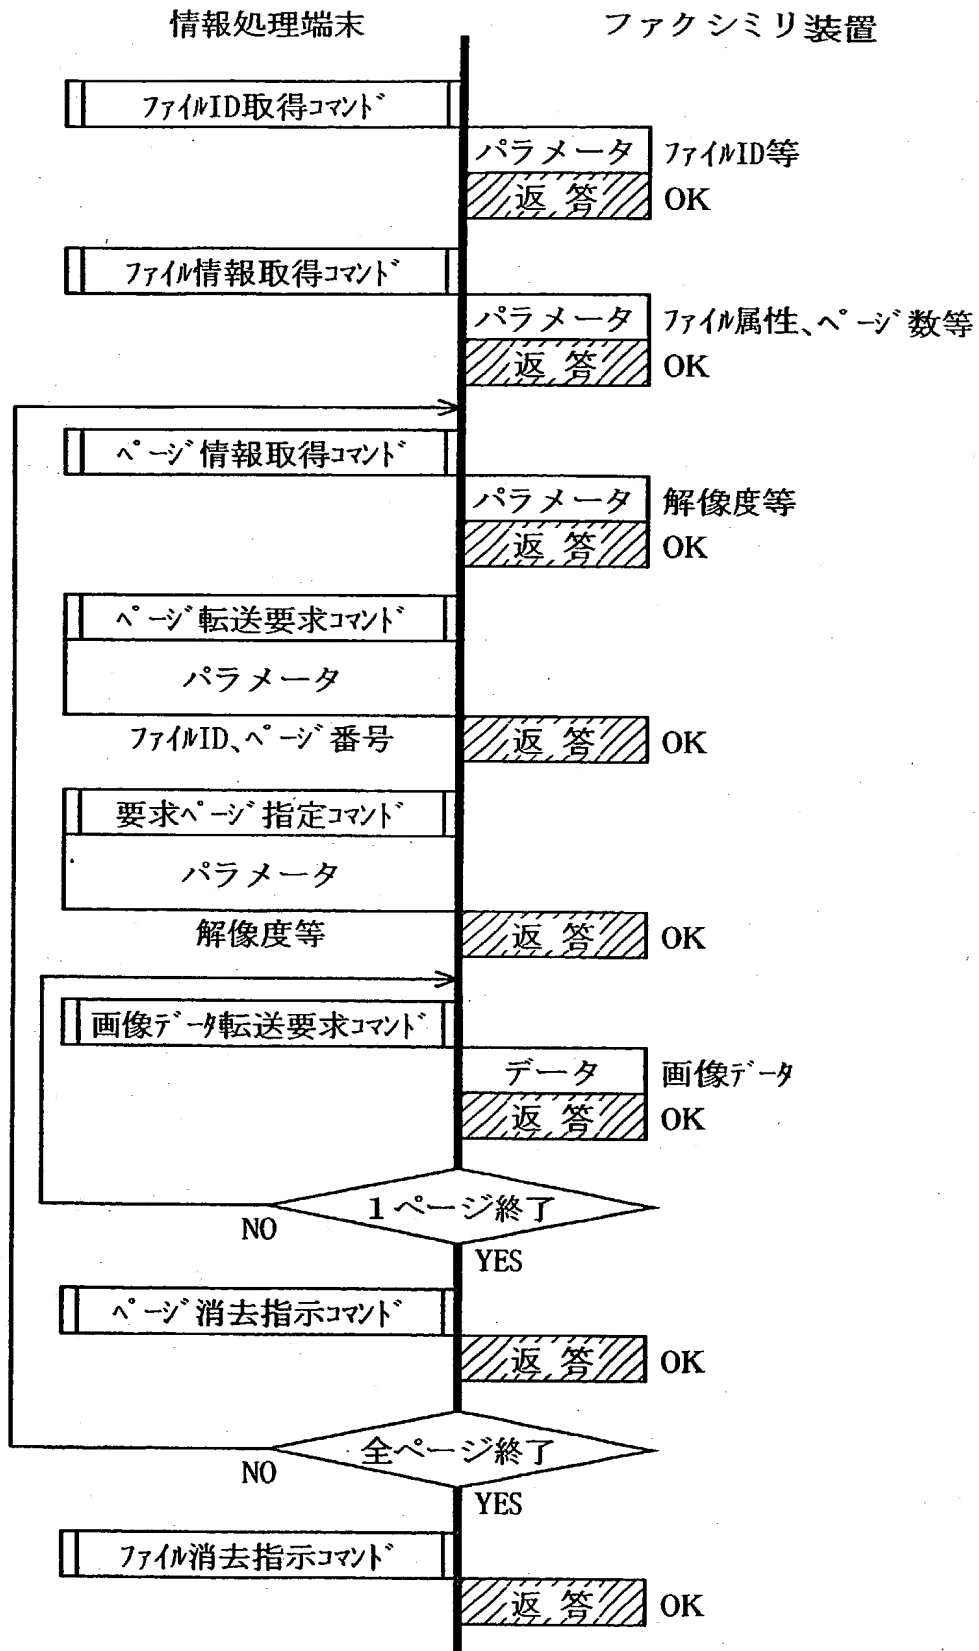 情報処理端末 ファクシミリ装置
ファイルID取得コマンド
パラメータ ファイルID等
返答 OK
ファイル情報取得コマンド
パラメータ ファイル属性、ページ数等
返答 OK
ページ情報取得コマンド
パラメータ 解像度等
返答 OK
ページ転送要求コマンド
パラメータ
ファイルID、ページ番号 返答 OK
要求ページ指定コマンド
パラメータ
解像度等 返答 OK
画像データ転送要求コマンド
データ 画像データ
返答 OK
1ページ終了
NO
YES
ページ消去指示コマンド
返答 OK
全ページ終了
NO
YES
ファイル消去指示コマンド
返答 OK